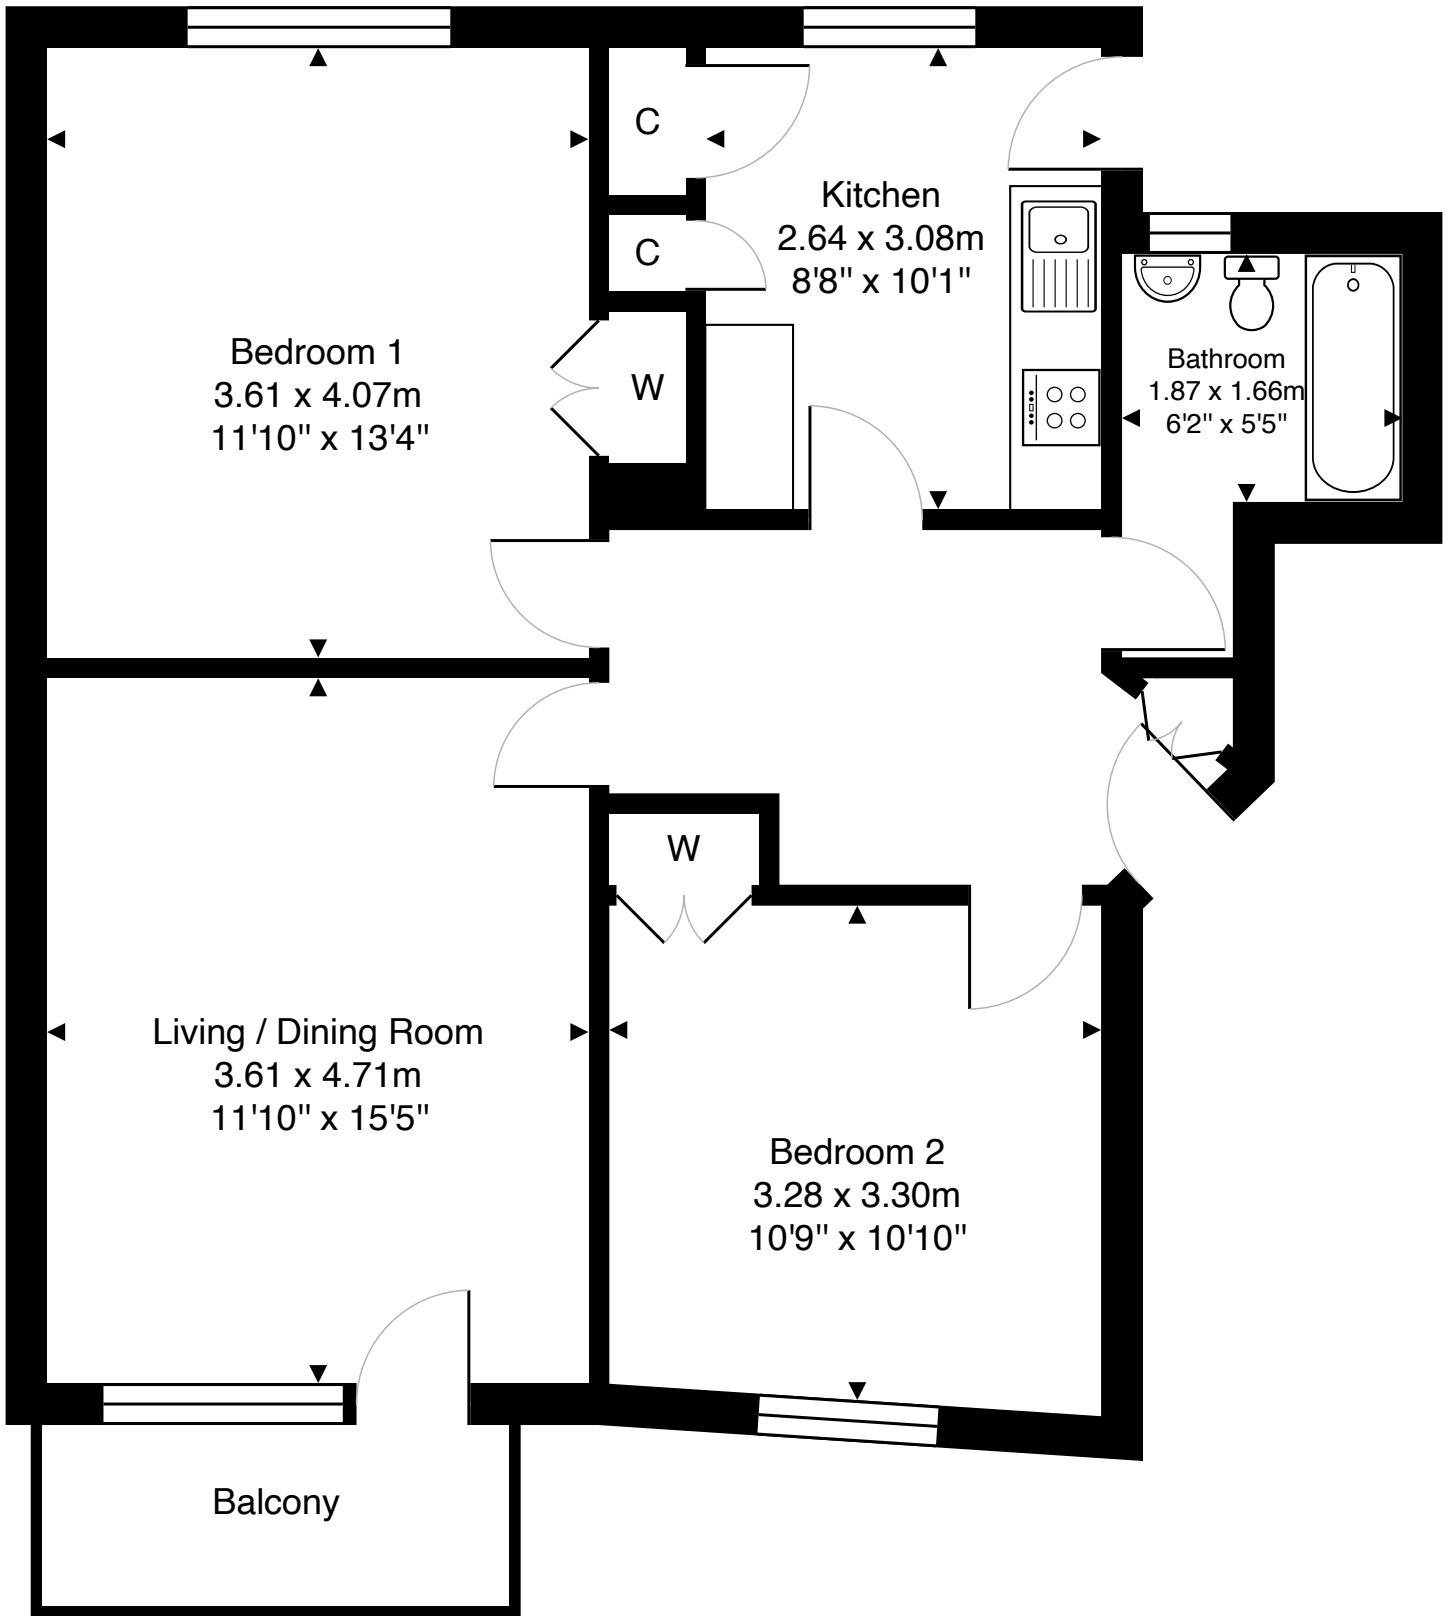 C
Kitchen
2.64 x 3.08m
8'8" x 10'1"
C
Bedroom 1
3.61 x 4.07m
11'10" x 13'4"
W
Bathroom
1.87 x 1.66m
6'2" x 5'5"
W
Living / Dining Room
3.61 x 4.71m
11'10" x 15'5"
Bedroom 2
3.28 x 3.30m
10'9" x 10'10"
Balcony